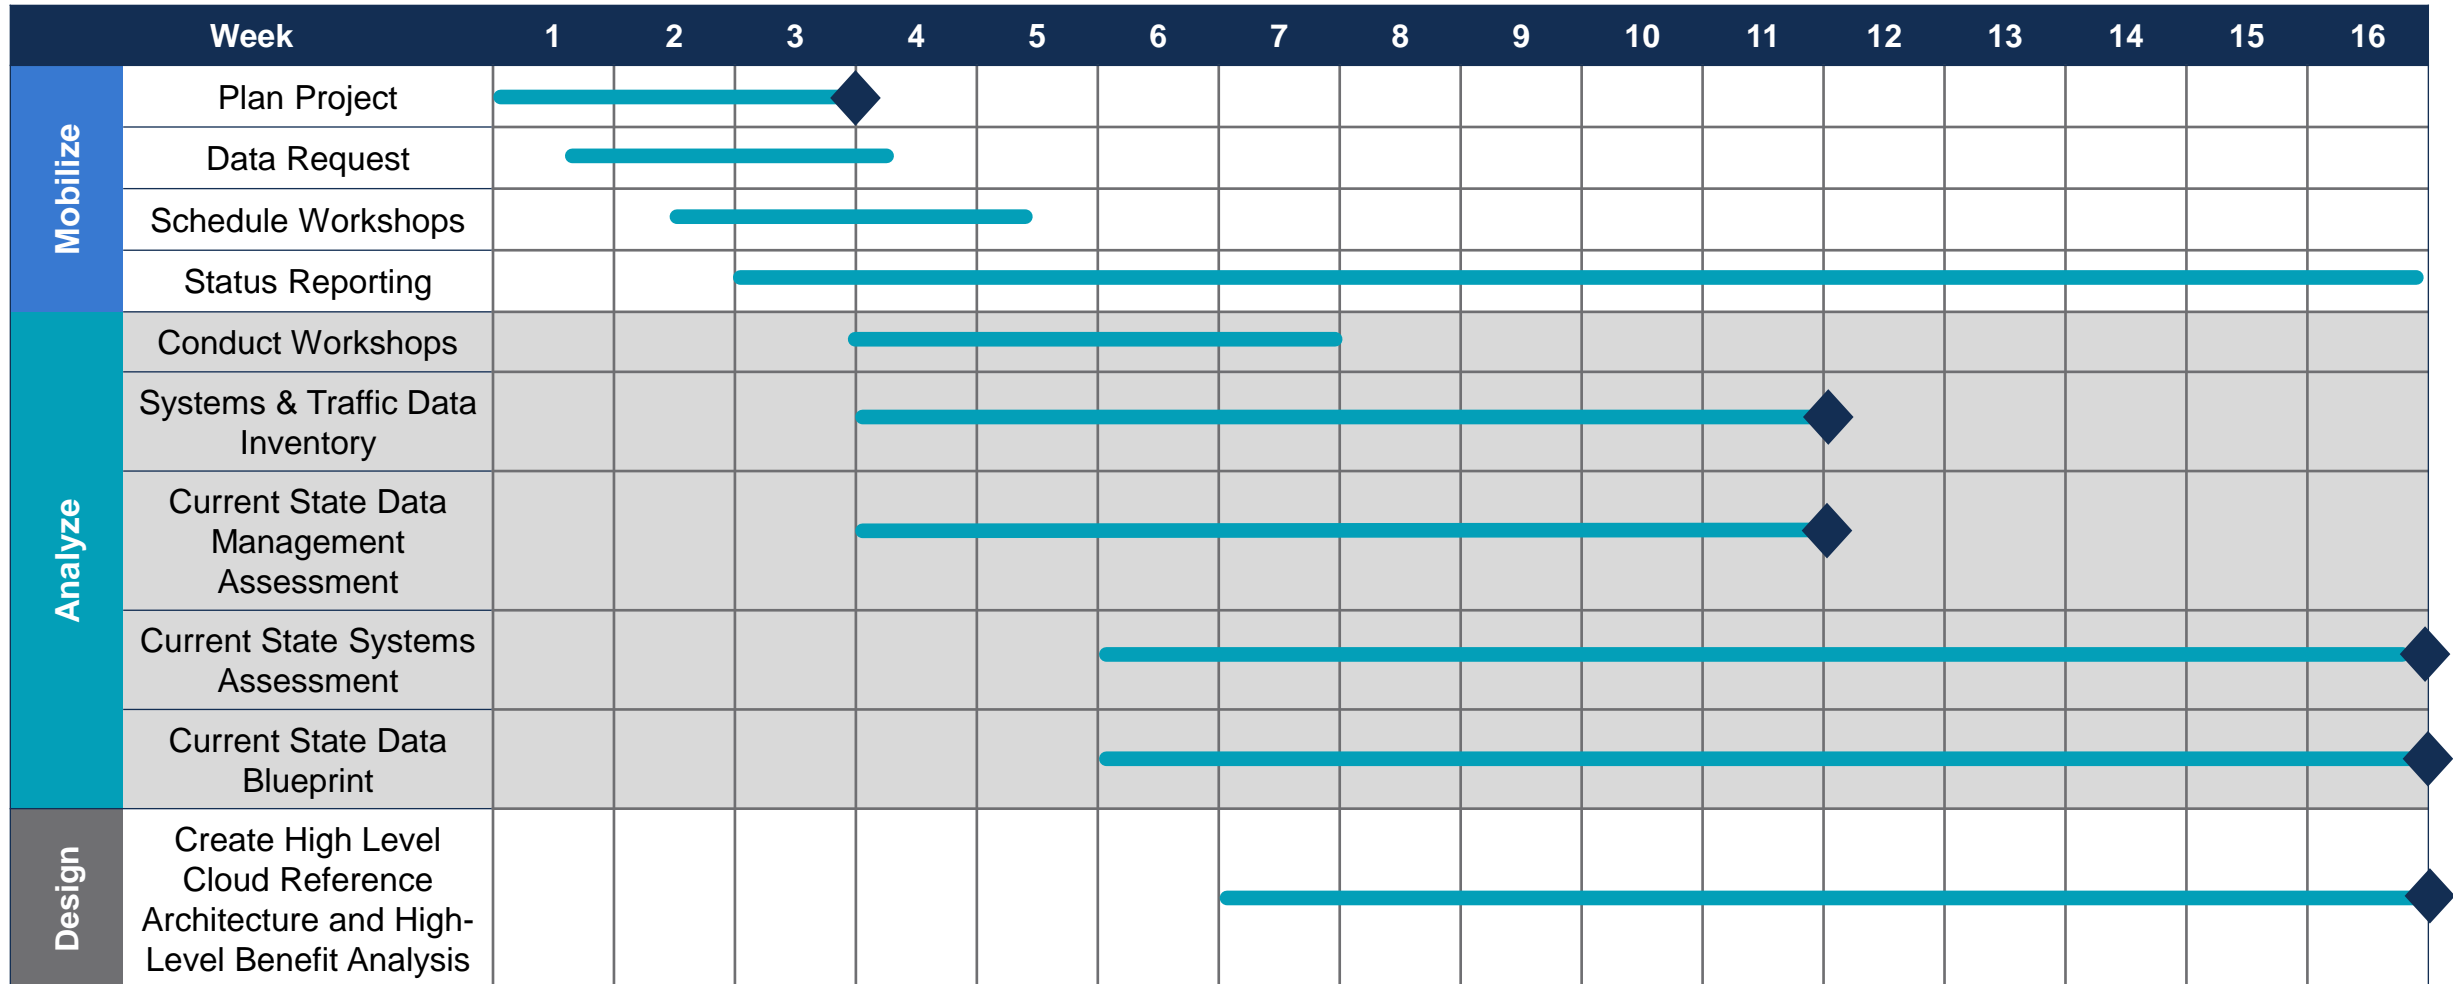 Week 1 2 3 4 5 6 7 8 9 10 11 12 13 14 15 16
Mobilize
Plan Project
Data Request
Schedule Workshops
Status Reporting
Analyze
Conduct Workshops
Systems & Traffic Data
Inventory
Current State Data
Management
Assessment
Current State Systems
Assessment
Current State Data
Blueprint
Design
Create High Level
Cloud Reference
Architecture and High-
Level Benefit Analysis